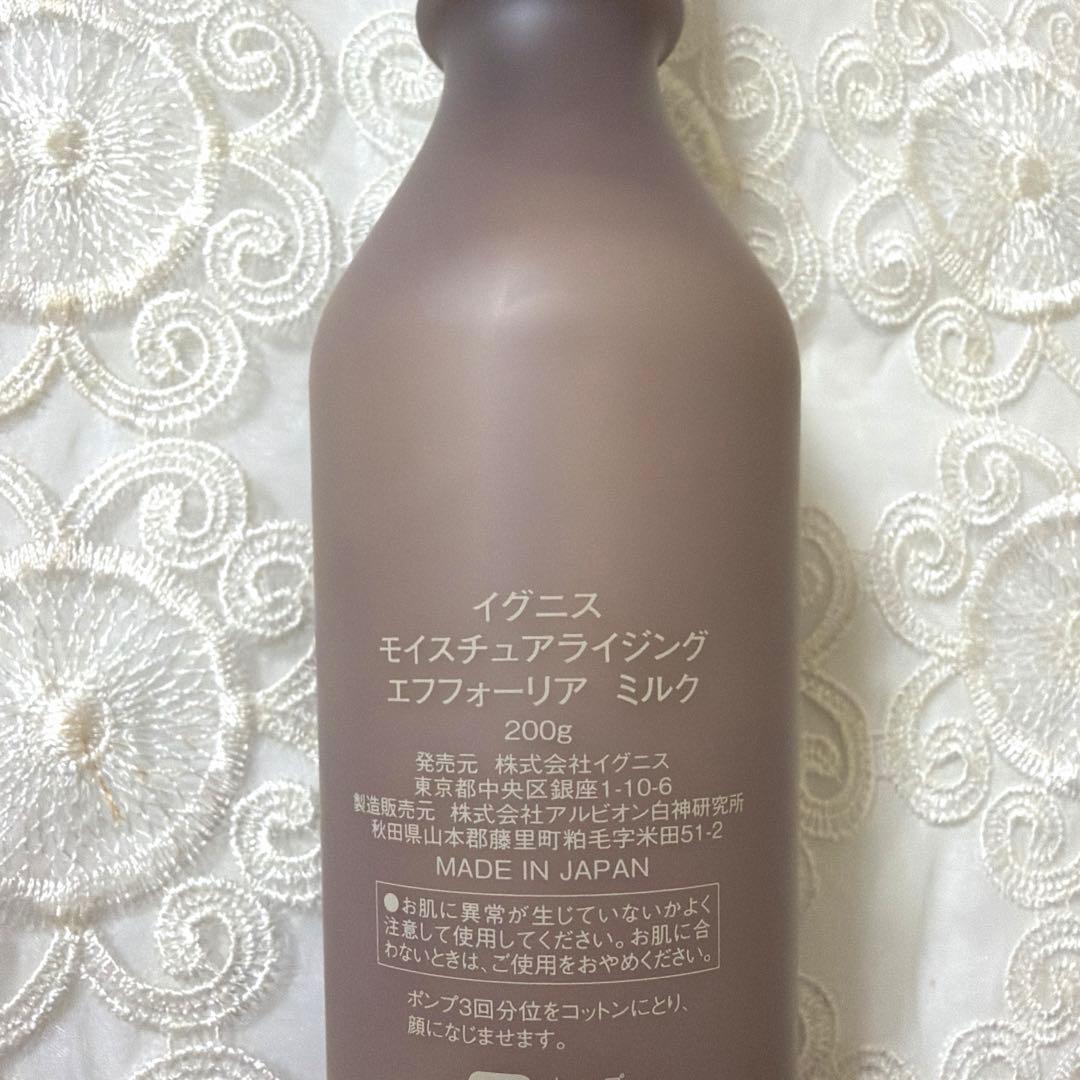 イグニス
モイスチュアライジング
エフフォーリア ミルク
200g
発売元 株式会社イグニス
東京都中央区銀座1-10-6
製造販売元 株式会社アルビオン白神研究所
秋田県山本郡藤里町粕毛字米田51-2
MADE IN JAPAN
●お肌に異常が生じていないかよく
注意して使用してください。お肌に合
わないときは、ご使用をおやめください。
ポンプ3回分位をコットンにとり、
顔になじませます。